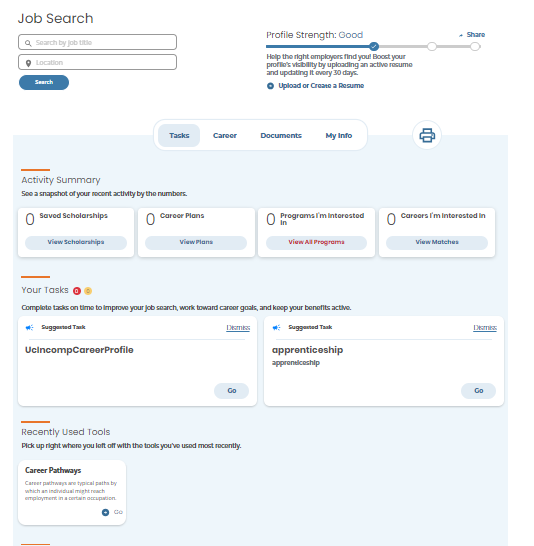 Job Search
Search by job title
Location
Search
Profile Strength: Good
Share
Help the right employers find you! Boost your
profile's visibility by uploading an active resume
and updating it every 30 days.
Upload or Create a Resume
Tasks
Career
Documents
My Info
Activity Summary
See a snapshot of your recent activity by the numbers.
0 Saved Scholarships
View Scholarships
0 Career Plans
View Plans
0 Programs I'm Interested
In
View All Programs
0 Careers I'm Interested In
View Matches
Your Tasks
Complete tasks on time to improve your job search, work toward career goals, and keep your benefits active.
Suggested Task
Dismiss
UcIncompCareerProfile
Go
Suggested Task
Dismiss
apprenticeship
appreneiceship
Go
Recently Used Tools
Pick up right where you left off with the tools you've used most recently.
Career Pathways
Career pathways are typical paths by
which an individual might reach
employment in a certain occupation.
Go